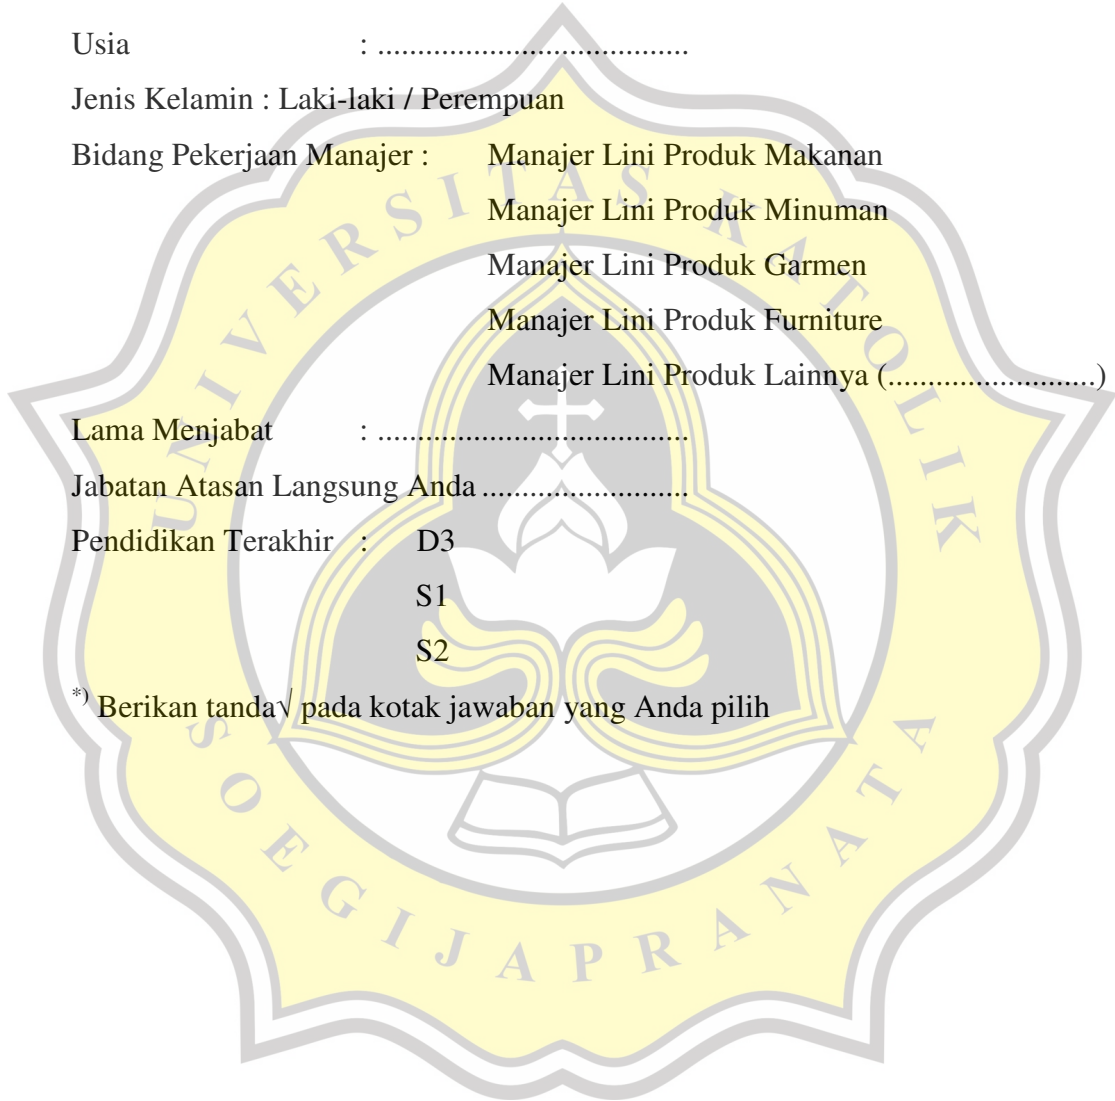 Usia : .......................................
Jenis Kelamin : Laki-laki / Perempuan
Bidang Pekerjaan Manajer : Manajer Lini Produk Makanan
Manajer Lini Produk Minuman
Manajer Lini Produk Garmen
Manajer Lini Produk Furniture
Manajer Lini Produk Lainnya (..........................)
Lama Menjabat : .......................................
Jabatan Atasan Langsung Anda ..........................
Pendidikan Terakhir : D3
S1
S2
*) Berikan tanda√ pada kotak jawaban yang Anda pilih
UNIVERSITAS KATOLIK
SOEGIJAPRANATA